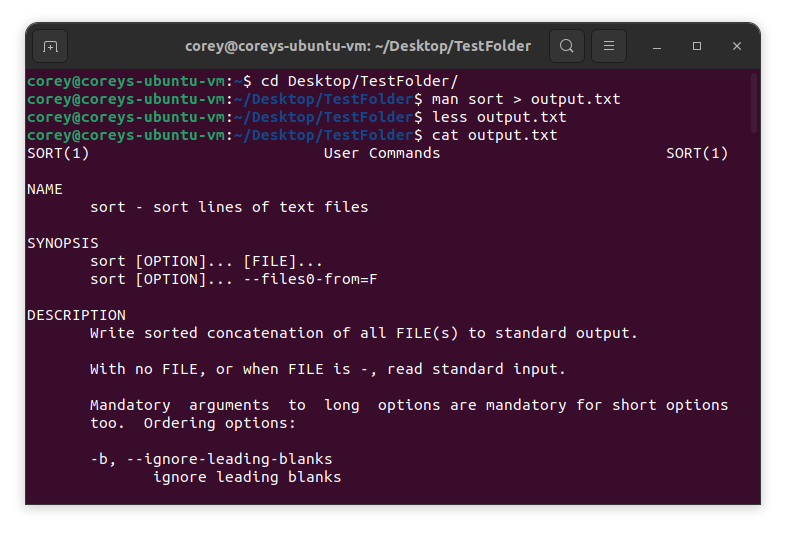 corey@coreys-ubuntu-vm: ~/Desktop/TestFolder
corey@coreys-ubuntu-vm:~$ cd Desktop/TestFolder/
corey@coreys-ubuntu-vm:~/Desktop/TestFolder$ man sort > output.txt
corey@coreys-ubuntu-vm:~/Desktop/TestFolder$ less output.txt
corey@coreys-ubuntu-vm:~/Desktop/TestFolder$ cat output.txt
SORT(1)                          User Commands                         SORT(1)

NAME
       sort - sort lines of text files

SYNOPSIS
       sort [OPTION]... [FILE]...
       sort [OPTION]... --files0-from=F

DESCRIPTION
       Write sorted concatenation of all FILE(s) to standard output.

       With no FILE, or when FILE is -, read standard input.

       Mandatory  arguments  to  long  options are mandatory for short options
       too.  Ordering options:

       -b, --ignore-leading-blanks
              ignore leading blanks